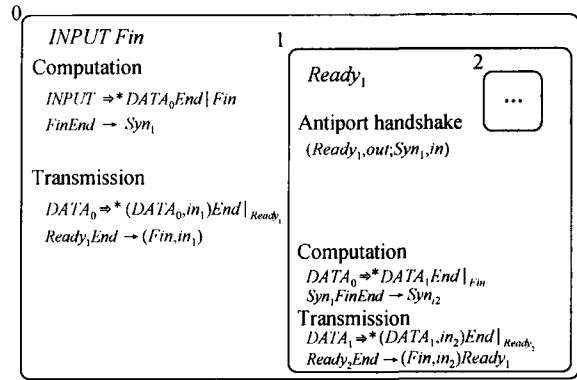 0
INPUT Fin
Computation
INPUT ⇒* DATA₀End|Fin
FinEnd → Syn₁
Transmission
DATA₀ ⇒* (DATA₀,in₁)End|Ready₁
Ready₁End → (Fin,in₁)
1
Ready₁
2
...
Antiport handshake
(Ready₁,out;Syn₁,in)
Computation
DATA₀ ⇒* DATA₁End|Fin
Syn₁FinEnd → Syn_i2
Transmission
DATA₁ ⇒* (DATA₁,in₂)End|Ready₂
Ready₂End → (Fin,in₂)Ready₁